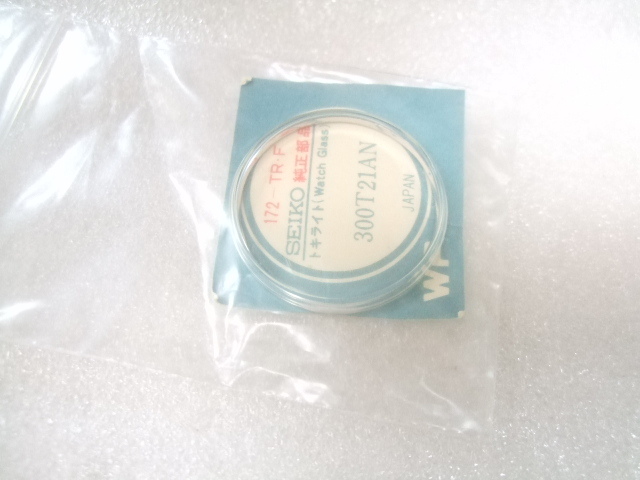 172-TR·F
SEIKO 純正部品
トキライト(Watch Glass)
300T21AN
JAPAN